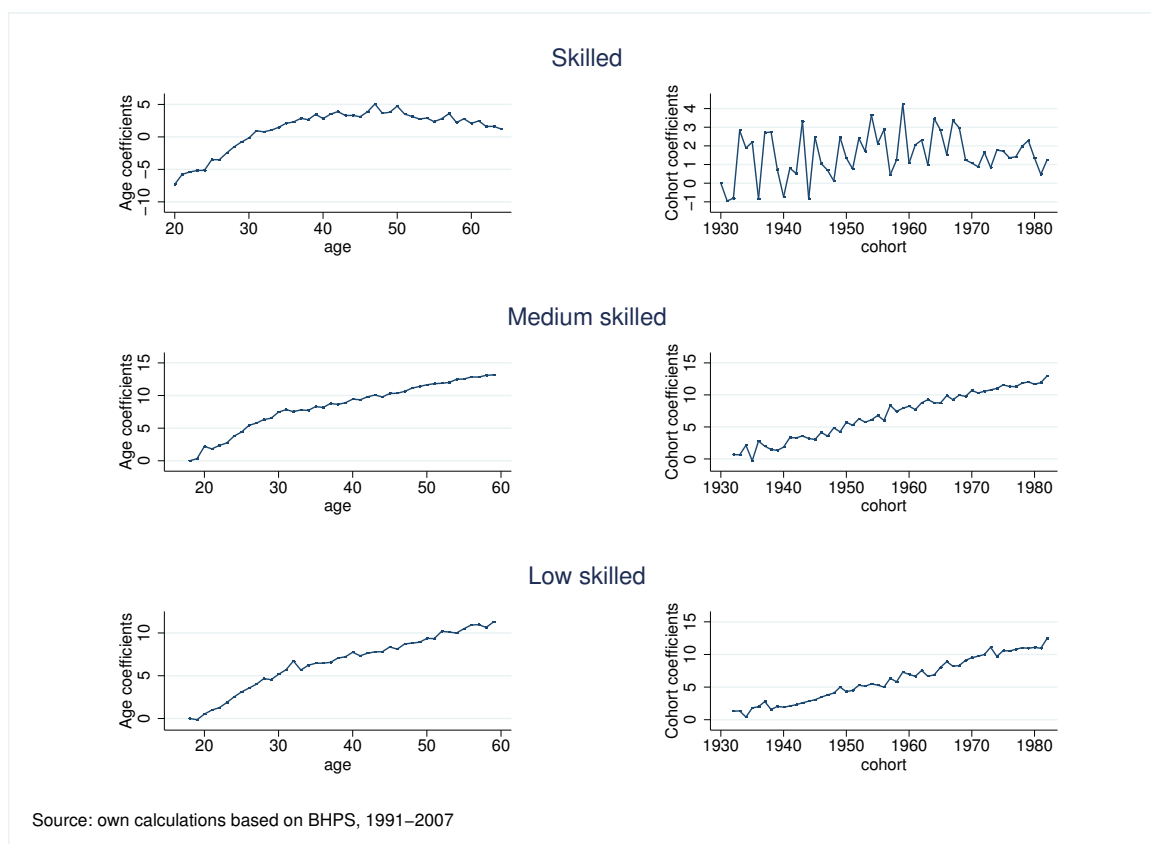 Skilled
Age coefficients
−10 −5 0 5
20 30 40 50 60
age
Cohort coefficients
−1 0 1 2 3 4
1930 1940 1950 1960 1970 1980
cohort
Medium skilled
Age coefficients
0 5 10 15
20 30 40 50 60
age
Cohort coefficients
0 5 10 15
1930 1940 1950 1960 1970 1980
cohort
Low skilled
Age coefficients
0 5 10
20 30 40 50 60
age
Cohort coefficients
0 5 10 15
1930 1940 1950 1960 1970 1980
cohort
Source: own calculations based on BHPS, 1991−2007